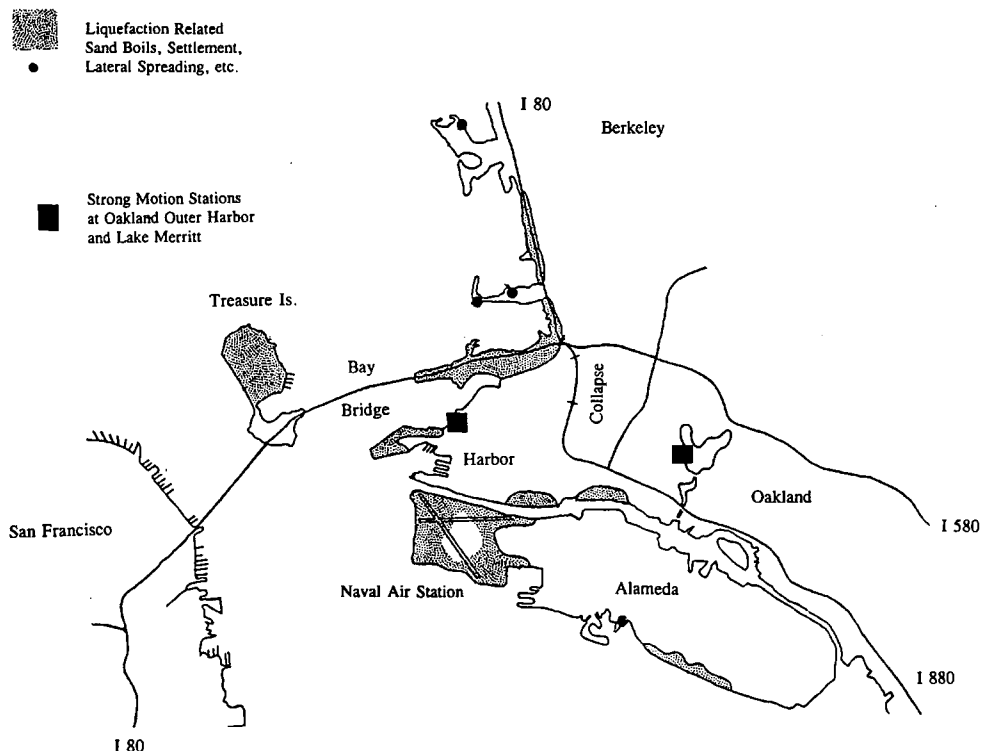 Liquefaction Related
Sand Boils, Settlement,
Lateral Spreading, etc.
I 80
Berkeley
Strong Motion Stations
at Oakland Outer Harbor
and Lake Merritt
Treasure Is.
Bay
Bridge
Collapse
Harbor
Oakland
San Francisco
I 580
Naval Air Station
Alameda
I 880
I 80